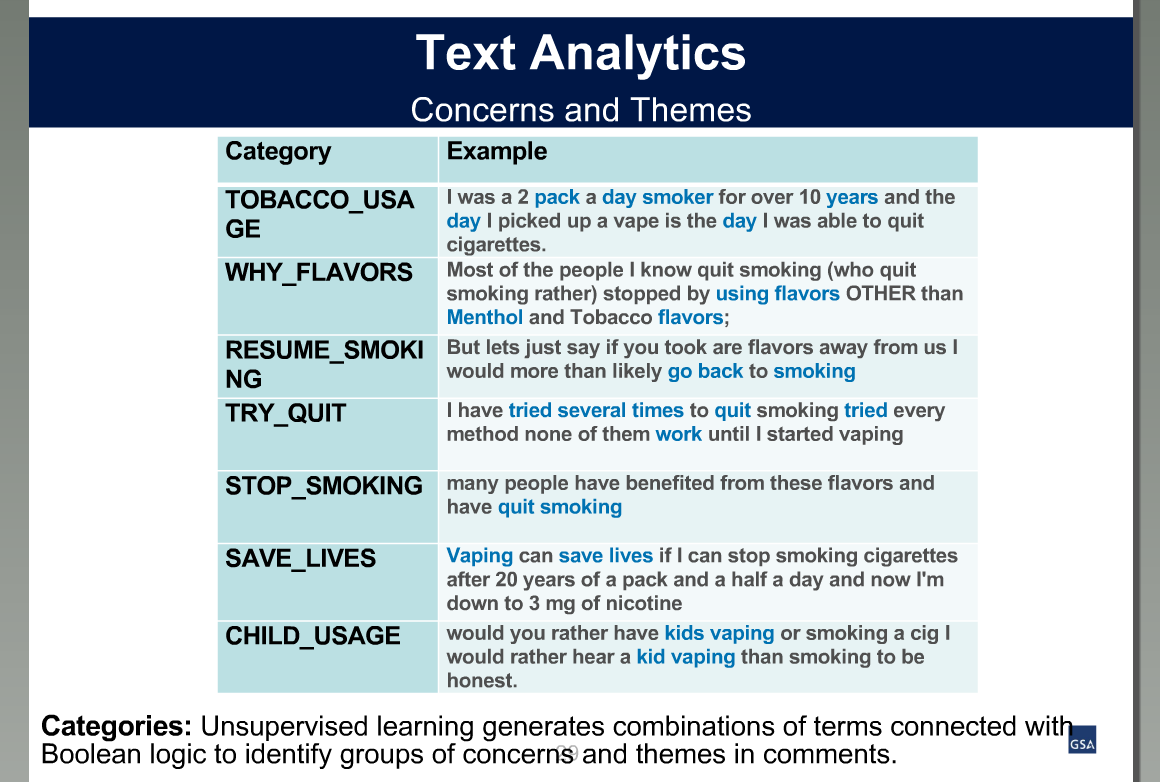 Text Analytics
Concerns and Themes
Category
Example
TOBACCO_USA
GE
I was a 2 pack a day smoker for over 10 years and the
day I picked up a vape is the day I was able to quit
cigarettes.
WHY_FLAVORS
Most of the people I know quit smoking (who quit
smoking rather) stopped by using flavors OTHER than
Menthol and Tobacco flavors;
RESUME_SMOKI
NG
But lets just say if you took are flavors away from us I
would more than likely go back to smoking
TRY_QUIT
I have tried several times to quit smoking tried every
method none of them work until I started vaping
STOP_SMOKING
many people have benefited from these flavors and
have quit smoking
SAVE_LIVES
Vaping can save lives if I can stop smoking cigarettes
after 20 years of a pack and a half a day and now I'm
down to 3 mg of nicotine
CHILD_USAGE
would you rather have kids vaping or smoking a cig I
would rather hear a kid vaping than smoking to be
honest.
Categories: Unsupervised learning generates combinations of terms connected with
Boolean logic to identify groups of concerns and themes in comments.
GSA